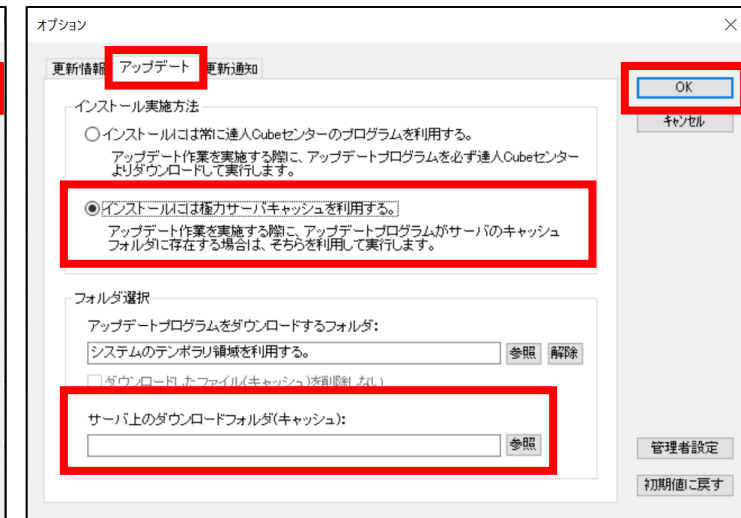 オプション
更新情報 アップデート 更新通知
インストール実施方法
インストールには常に達人Cubeセンターのプログラムを利用する。
アップデート作業を実施する際に、アップデートプログラムを必ず達人Cubeセンター
よりダウンロードして実行します。
インストールには極力サーバキャッシュを利用する。
アップデート作業を実施する際に、アップデートプログラムがサーバのキャッシュ
フォルダに存在する場合は、そちらを利用して実行します。
フォルダ選択
アップデートプログラムをダウンロードするフォルダ:
システムのテンポラリ領域を利用する。
参照 解除
ダウンロードしたファイル(キャッシュ)を削除しない
サーバ上のダウンロードフォルダ(キャッシュ):
参照
OK
キャンセル
管理者設定
初期値に戻す